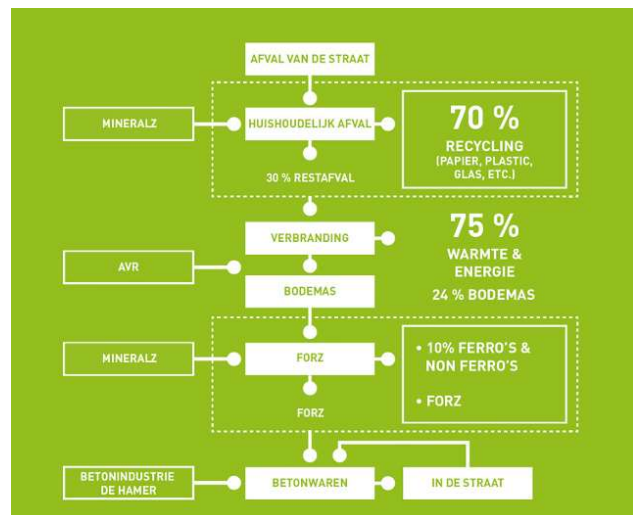 AFVAL VAN DE STRAAT
MINERALZ
HUISHOUDELIJK AFVAL
70 %
RECYCLING
(PAPIER, PLASTIC,
GLAS, ETC.)
30 % RESTAFVAL
VERBRANDING
75 %
WARMTE &
ENERGIE
24 % BODEMAS
AVR
BODEMAS
MINERALZ
FORZ
• 10% FERRO'S &
NON FERRO'S
• FORZ
FORZ
BETONINDUSTRIE
DE HAMER
BETONWAREN
IN DE STRAAT